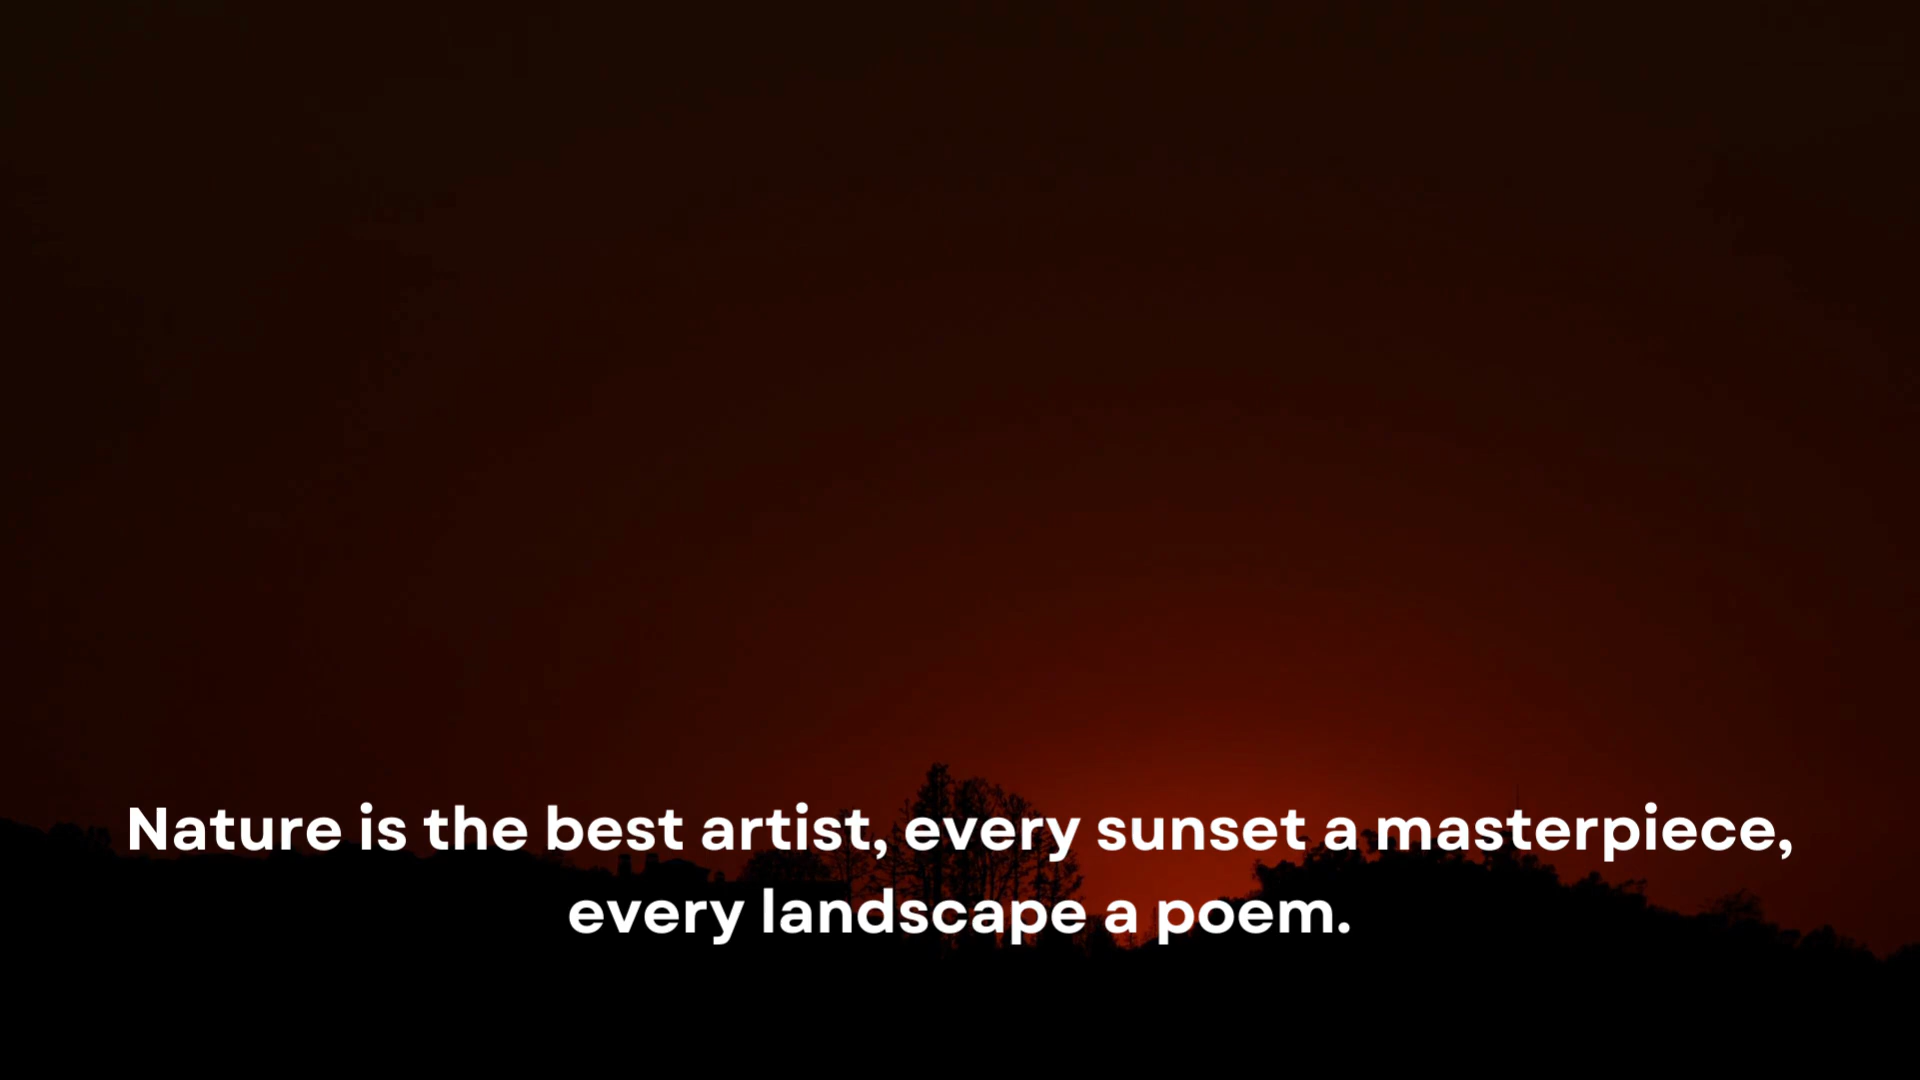 Nature is the best artist, every sunset a masterpiece,
every landscape a poem.